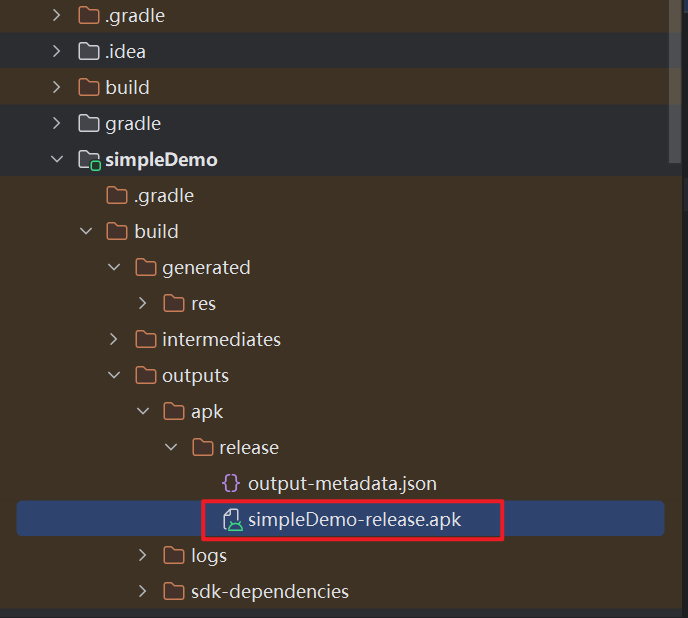 .gradle
.idea
build
gradle
simpleDemo
.gradle
build
generated
res
intermediates
outputs
apk
release
output-metadata.json
simpleDemo-release.apk
logs
sdk-dependencies